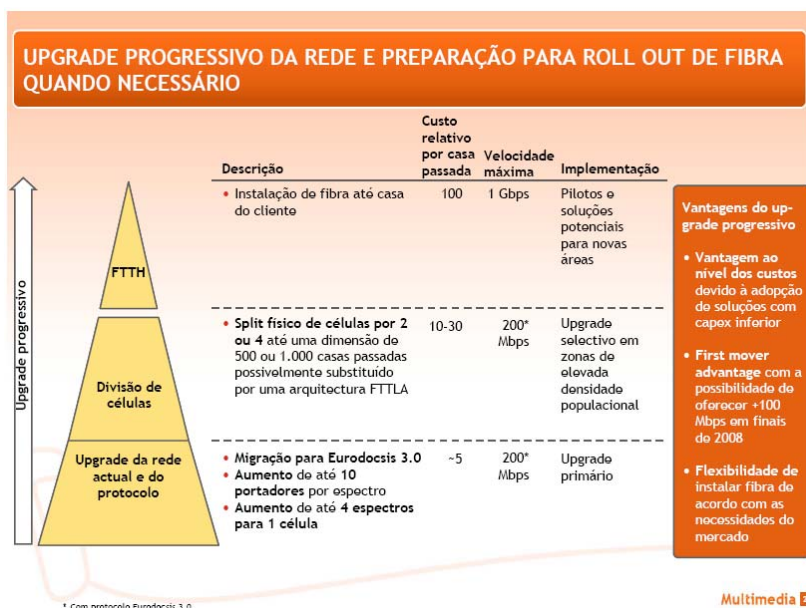 UPGRADE PROGRESSIVO DA REDE E PREPARAÇÃO PARA ROLL OUT DE FIBRA
QUANDO NECESSÁRIO
Upgrade progressivo
Descrição
Custo
relativo
por casa
passada
Velocidade
máxima
Implementação
FTTH
• Instalação de fibra até casa
do cliente
100
1 Gbps
Pilotos e
soluções
potenciais
para novas
áreas
Divisão de
células
• Split físico de células por 2
ou 4 até uma dimensão de
500 ou 1.000 casas passadas
possivelmente substituído
por uma arquitectura FTTLA
10-30
200*
Mbps
Upgrade
selectivo em
zonas de
elevada
densidade
populacional
Upgrade da rede
actual e do
protocolo
• Migração para Eurodocsis 3.0
• Aumento de até 10
portadores por espectro
• Aumento de até 4 espectros
para 1 célula
~5
200*
Mbps
Upgrade
primário
Vantagens do up-
grade progressivo
• Vantagem ao
nível dos custos
devido à adopção
de soluções com
capex inferior
• First mover
advantage com a
possibilidade de
oferecer +100
Mbps em finais
de 2008
• Flexibilidade de
instalar fibra de
acordo com as
necessidades do
mercado
* Com protocolo Eurodocsis 3.0
Multimedia